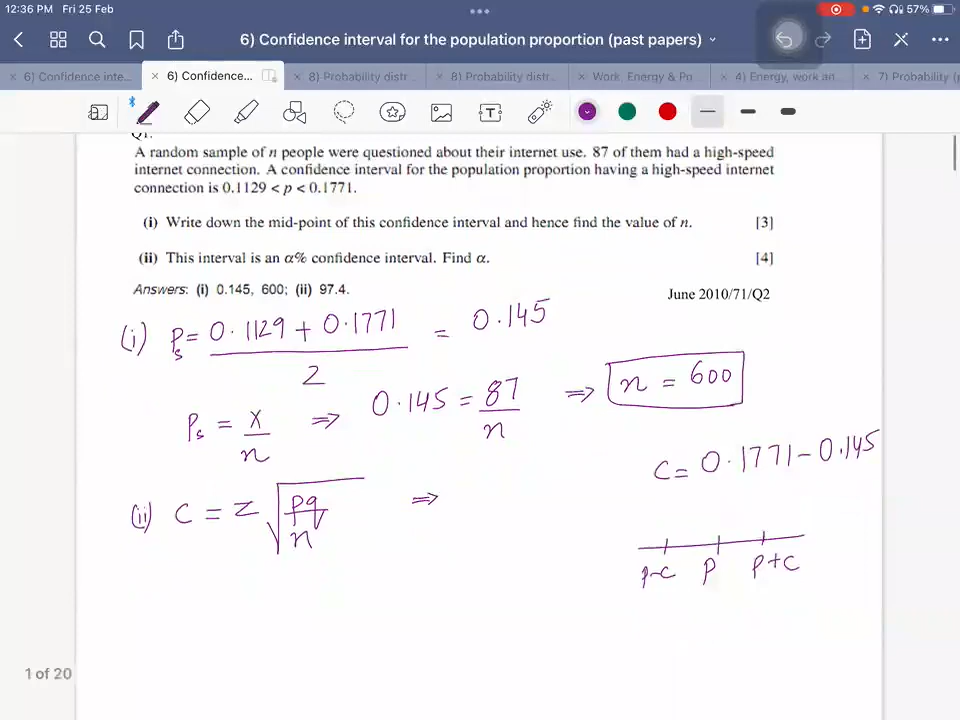 12:36 PM Fri 25 Feb
57%
6) Confidence interval for the population proportion (past papers)
6) Confidence inte...
6) Confidence...
8) Probability distr...
8) Probability distr...
Work, Energy & Po
4) Energy, work an
7) Probability (p
Q1.
A random sample of n people were questioned about their internet use. 87 of them had a high-speed
internet connection. A confidence interval for the population proportion having a high-speed internet
connection is 0.1129 < p < 0.1771.
(i) Write down the mid-point of this confidence interval and hence find the value of n. [3]
(ii) This interval is an α% confidence interval. Find α. [4]
Answers: (i) 0.145, 600; (ii) 97.4. June 2010/71/Q2
(i) Ps = (0.1129 + 0.1771)/2 = 0.145
Ps = x/n ⇒ 0.145 = 87/n ⇒ n = 600
C = 0.1771 - 0.145
(ii) C = z √(pq/n) ⇒
p-c p p+c
1 of 20